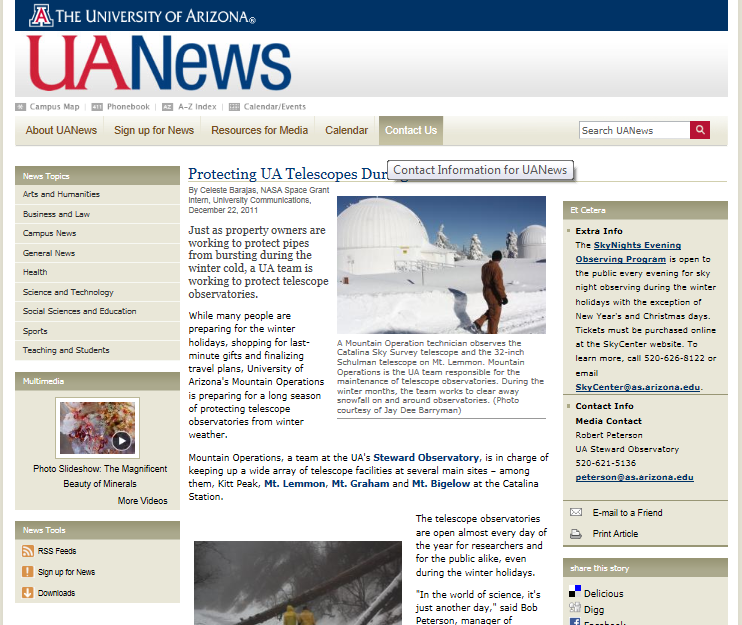 THE UNIVERSITY OF ARIZONA®
UANews
Campus Map | Phonebook | A-Z Index | Calendar/Events
About UANews
Sign up for News
Resources for Media
Calendar
Contact Us
Search UANews
Contact Information for UANews
News Topics
Arts and Humanities
Business and Law
Campus News
General News
Health
Science and Technology
Social Sciences and Education
Sports
Teaching and Students
Multimedia
Photo Slideshow: The Magnificent
Beauty of Minerals
More Videos
News Tools
RSS Feeds
Sign up for News
Downloads
Protecting UA Telescopes
By Celeste Barajas, NASA Space Grant
Intern, University Communications,
December 22, 2011
Just as property owners are
working to protect pipes
from bursting during the
winter cold, a UA team is
working to protect telescope
observatories.
While many people are
preparing for the winter
holidays, shopping for last-
minute gifts and finalizing
travel plans, University of
Arizona's Mountain Operations
is preparing for a long season
of protecting telescope
observatories from winter
weather.
A Mountain Operation technician observes the
Catalina Sky Survey telescope and the 32-inch
Schulman telescope on Mt. Lemmon. Mountain
Operations is the UA team responsible for the
maintenance of telescope observatories. During the
winter months, the team works to clear away
snowfall on and around observatories. (Photo
courtesy of Jay Dee Barryman)
Mountain Operations, a team at the UA's Steward Observatory, is in charge of
keeping up a wide array of telescope facilities at several main sites – among
them, Kitt Peak, Mt. Lemmon, Mt. Graham and Mt. Bigelow at the Catalina
Station.
The telescope observatories
are open almost every day of
the year for researchers and
for the public alike, even
during the winter holidays.
"In the world of science, it's
just another day," said Bob
Peterson, manager of
Et Cetera
Extra Info
The SkyNights Evening
Observing Program is open to
the public every evening for sky
night observing during the winter
holidays with the exception of
New Year's and Christmas days.
Tickets must be purchased online
at the SkyCenter website. To
learn more, call 520-626-8122 or
email
SkyCenter@as.arizona.edu.
Contact Info
Media Contact
Robert Peterson
UA Steward Observatory
520-621-5136
peterson@as.arizona.edu
E-mail to a Friend
Print Article
share this story
Delicious
Digg
Facebook